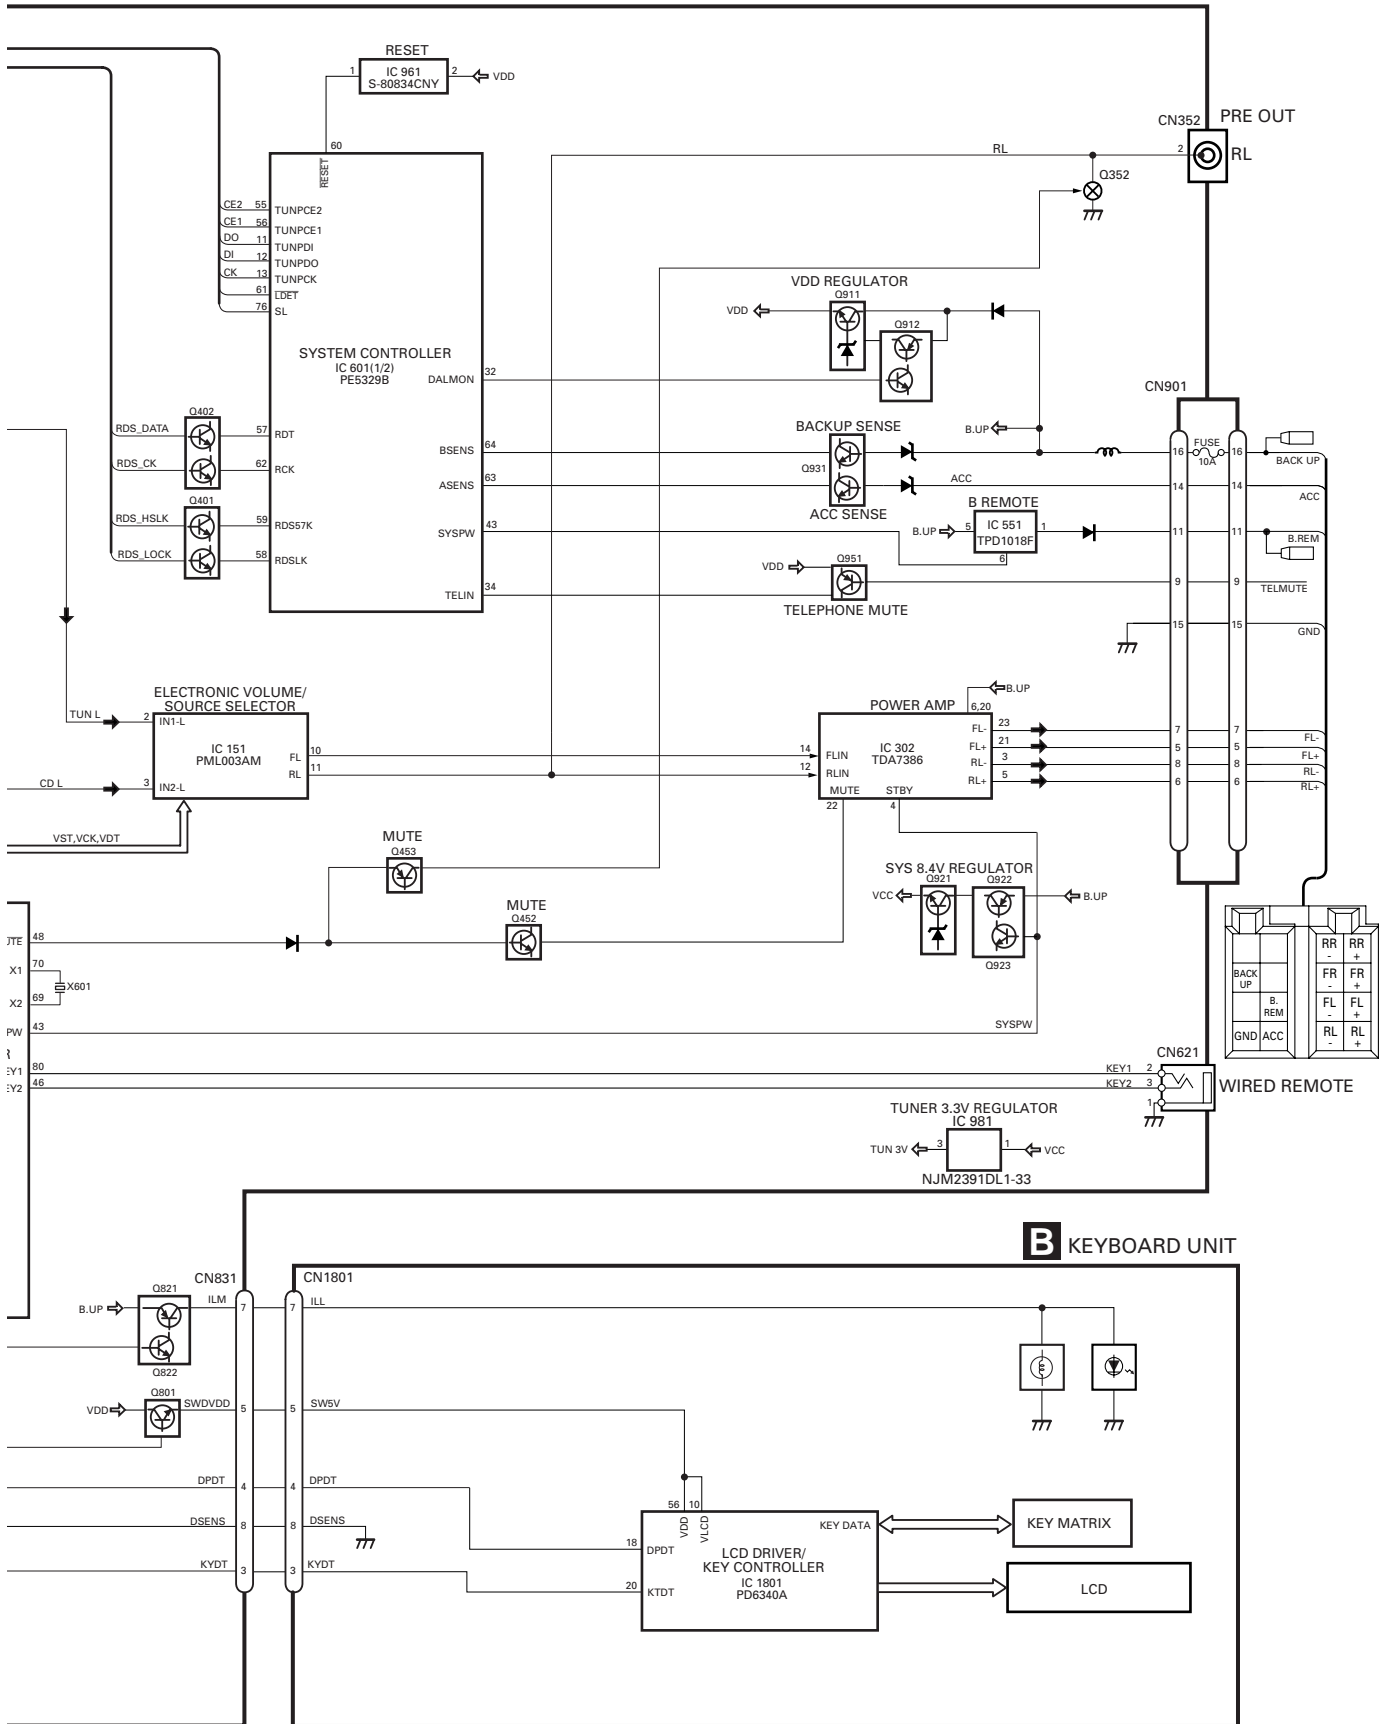 RESET
1
IC 961
S-80834CNY
2
VDD
60
RESET
CN352
PRE OUT
RL
2
RL
Q352
CE2 55 TUNPCE2
CE1 56 TUNPCE1
DO 11 TUNPDI
DI 12 TUNPDO
CK 13 TUNPCK
61 LDET
76 SL
SYSTEM CONTROLLER
IC 601(1/2)
PE5329B
DALMON 32
VDD REGULATOR
Q911
VDD
Q912
Q402
RDS_DATA 57 RDT
RDS_CK 62 RCK
Q401
RDS_HSLK 59 RDS57K
RDS_LOCK 58 RDSLK
BSENS 64
ASENS 63
SYSPW 43
TELIN 34
BACKUP SENSE
Q931
ACC SENSE
B.UP
ACC
B REMOTE
B.UP 5
IC 551
TPD1018F
1
6
VDD
Q951
TELEPHONE MUTE
CN901
16 FUSE 10A 16 BACK UP
14 14 ACC
11 11 B.REM
9 9 TELMUTE
15 15 GND
7 7 FL-
5 5 FL+
8 8 RL-
6 6 RL+
ELECTRONIC VOLUME/
SOURCE SELECTOR
TUN L 2 IN1-L
IC 151
PML003AM
FL 10
RL 11
CD L 3 IN2-L
VST,VCK,VDT
POWER AMP
B.UP
6,20
14 FLIN
12 RLIN
IC 302
TDA7386
FL- 23
FL+ 21
RL- 3
RL+ 5
MUTE STBY
22 4
MUTE
Q453
MUTE
Q452
SYS 8.4V REGULATOR
Q921 Q922
VCC
B.UP
Q923
UTE 48
X1 70
X601
X2 69
PW 43
SYSPW
R
EY1 80
EY2 46
RR - RR +
BACK UP
FR - FR +
B. REM
FL - FL +
GND ACC
RL - RL +
CN621
KEY1 2
KEY2 3
1
WIRED REMOTE
TUNER 3.3V REGULATOR
IC 981
TUN 3V 3
1 VCC
NJM2391DL1-33
B KEYBOARD UNIT
CN831 CN1801
Q821
B.UP
ILM 7 7 ILL
Q822
Q801
VDD
SWDVDD 5 5 SW5V
DPDT 4 4 DPDT
DSENS 8 8 DSENS
KYDT 3 3 KYDT
56 10
VDD
VLCD
KEY DATA
KEY MATRIX
18 DPDT
LCD DRIVER/
KEY CONTROLLER
IC 1801
PD6340A
20 KTDT
LCD